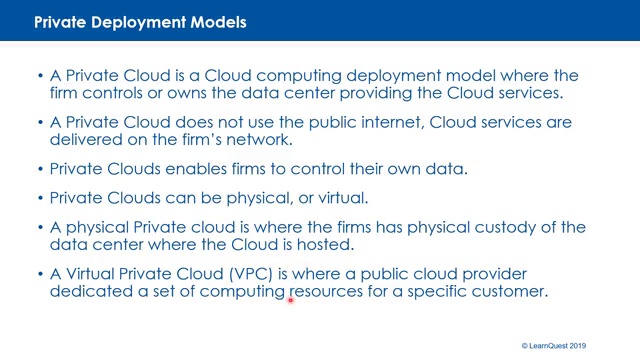 Private Deployment Models
• A Private Cloud is a Cloud computing deployment model where the
firm controls or owns the data center providing the Cloud services.
• A Private Cloud does not use the public internet, Cloud services are
delivered on the firm's network.
• Private Clouds enables firms to control their own data.
• Private Clouds can be physical, or virtual.
• A physical Private cloud is where the firms has physical custody of the
data center where the Cloud is hosted.
• A Virtual Private Cloud (VPC) is where a public cloud provider
dedicated a set of computing resources for a specific customer.
© LearnQuest 2019